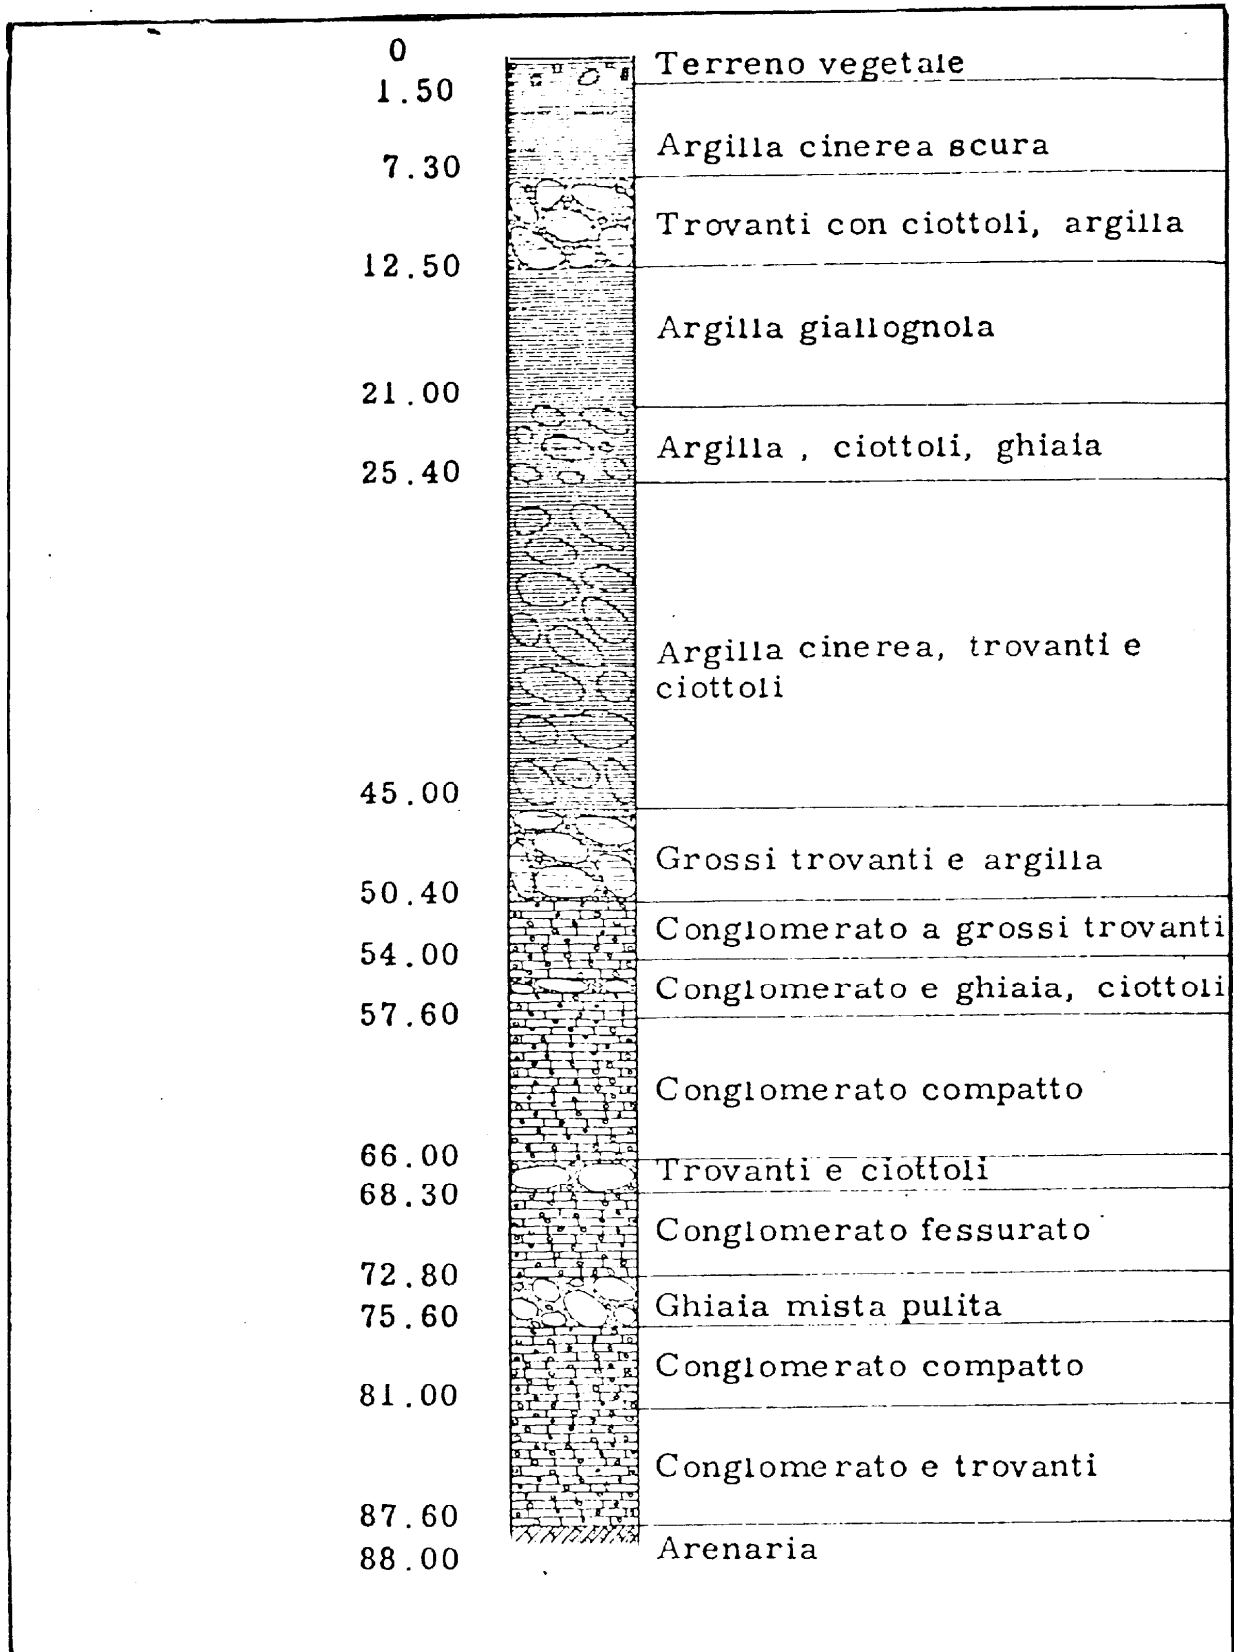 0
Terreno vegetale
1.50
Argilla cinerea scura
7.30
Trovanti con ciottoli, argilla
12.50
Argilla giallognola
21.00
Argilla , ciottoli, ghiaia
25.40
Argilla cinerea, trovanti e
ciottoli
45.00
Grossi trovanti e argilla
50.40
Conglomerato a grossi trovanti
54.00
Conglomerato e ghiaia, ciottoli
57.60
Conglomerato compatto
66.00
Trovanti e ciottoli
68.30
Conglomerato fessurato
72.80
Ghiaia mista pulita
75.60
Conglomerato compatto
81.00
Conglomerato e trovanti
87.60
Arenaria
88.00